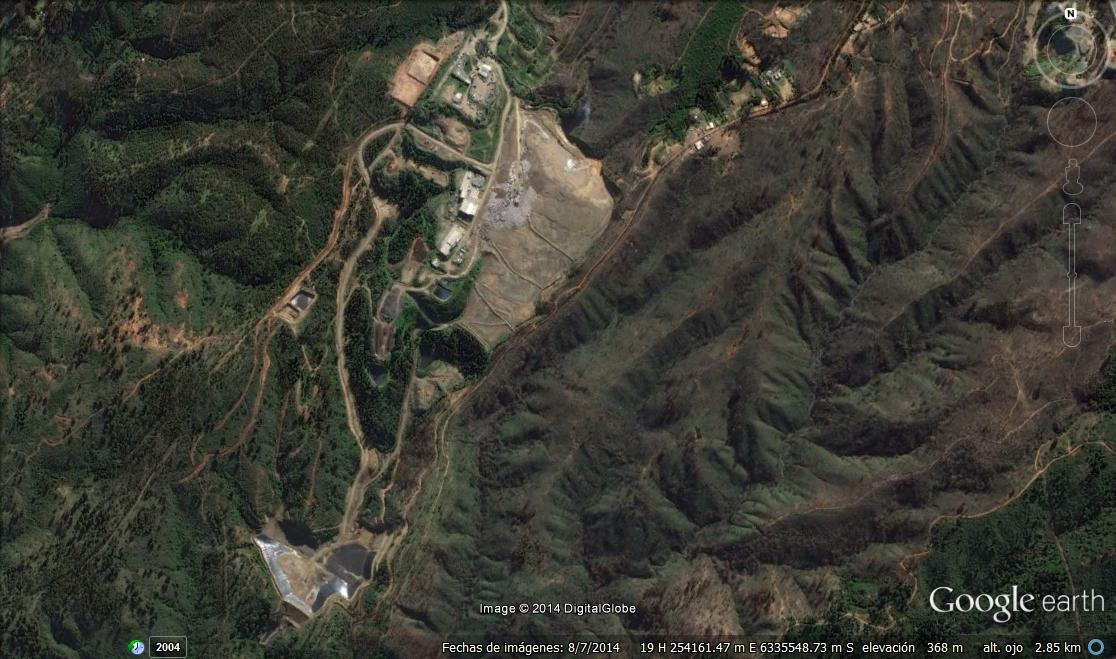 N
Image © 2014 DigitalGlobe
Google earth
2004
Fechas de imágenes: 8/7/2014 19 H 254161.47 m E 6335548.73 m S elevación 368 m alt. ojo 2.85 km